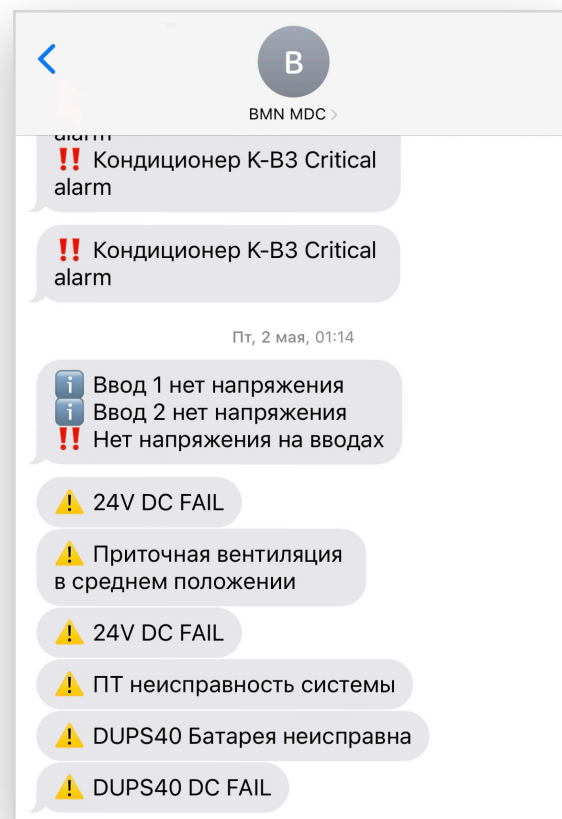 B
BMN MDC
alarm
‼️ Кондиционер K-B3 Critical
alarm
‼️ Кондиционер K-B3 Critical
alarm
Пт, 2 мая, 01:14
ℹ️ Ввод 1 нет напряжения
ℹ️ Ввод 2 нет напряжения
‼️ Нет напряжения на вводах
⚠️ 24V DC FAIL
⚠️ Приточная вентиляция
в среднем положении
⚠️ 24V DC FAIL
⚠️ ПТ неисправность системы
⚠️ DUPS40 Батарея неисправна
⚠️ DUPS40 DC FAIL